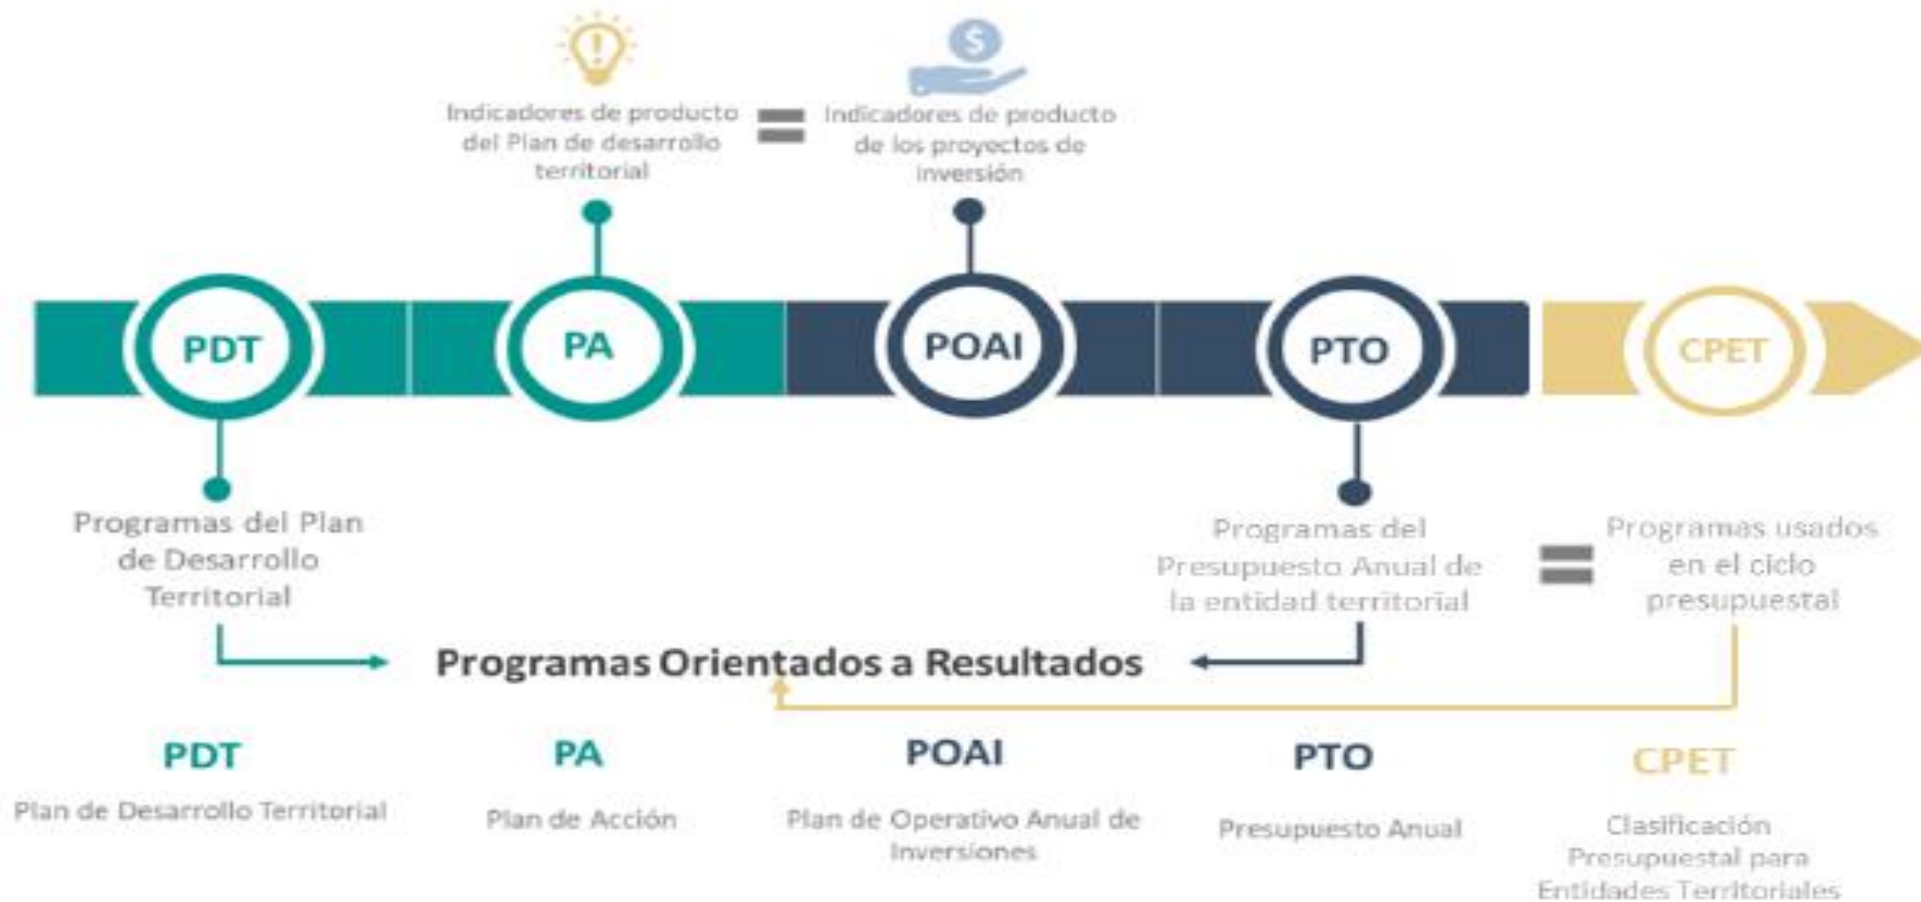 $
Indicadores de producto
del Plan de desarrollo
territorial
Indicadores de producto
de los proyectos de
inversión
PDT
PA
POAI
PTO
CPET
Programas del Plan
de Desarrollo
Territorial
Programas del
Presupuesto Anual de
la entidad territorial
Programas usados
en el ciclo
presupuestal
Programas Orientados a Resultados
PDT
Plan de Desarrollo Territorial
PA
Plan de Acción
POAI
Plan de Operativo Anual de
Inversiones
PTO
Presupuesto Anual
CPET
Clasificación
Presupuestal para
Entidades Territoriales